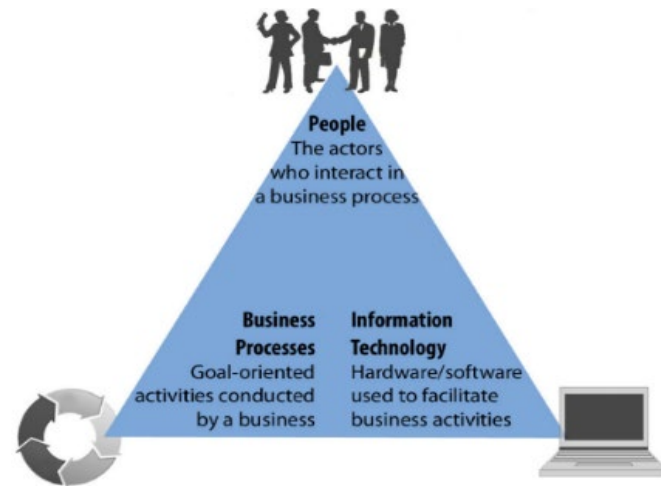 People
The actors
who interact in
a business process
Business
Processes
Goal-oriented
activities conducted
by a business
Information
Technology
Hardware/software
used to facilitate
business activities